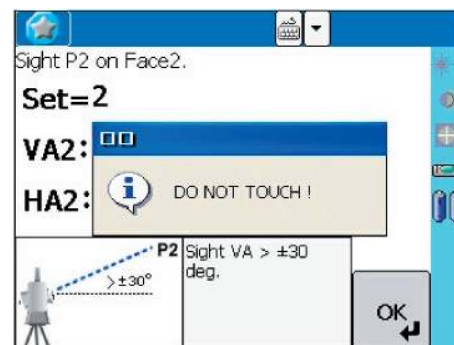 Sight P2 on Face2.
Set=2
VA2:
HA2:
DO NOT TOUCH !
P2
>±30°
Sight VA > ±30
deg.
OK